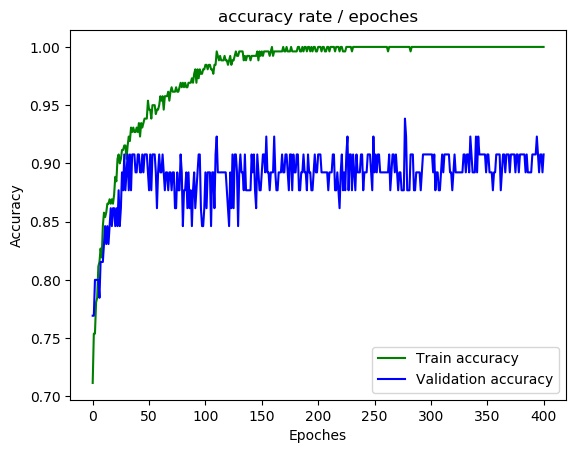 accuracy rate / epoches
1.00
0.95
0.90
0.85
0.80
0.75
0.70
Accuracy
Train accuracy
Validation accuracy
0 50 100 150 200 250 300 350 400
Epoches